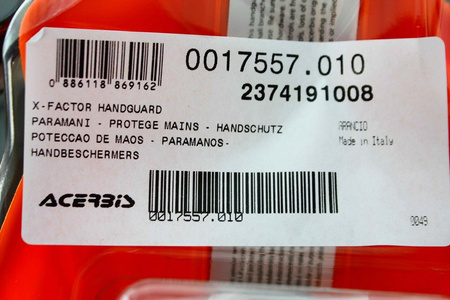 0017557.010
0 886118 869162
2374191008
X-FACTOR HANDGUARD
PARAMANI - PROTEGE MAINS - HANDSCHUTZ
ARANCIO
POTECCAO DE MAOS - PARAMANOS-
Made in Italy
HANDBESCHERMERS
ACERBIS
0017557.010
0049